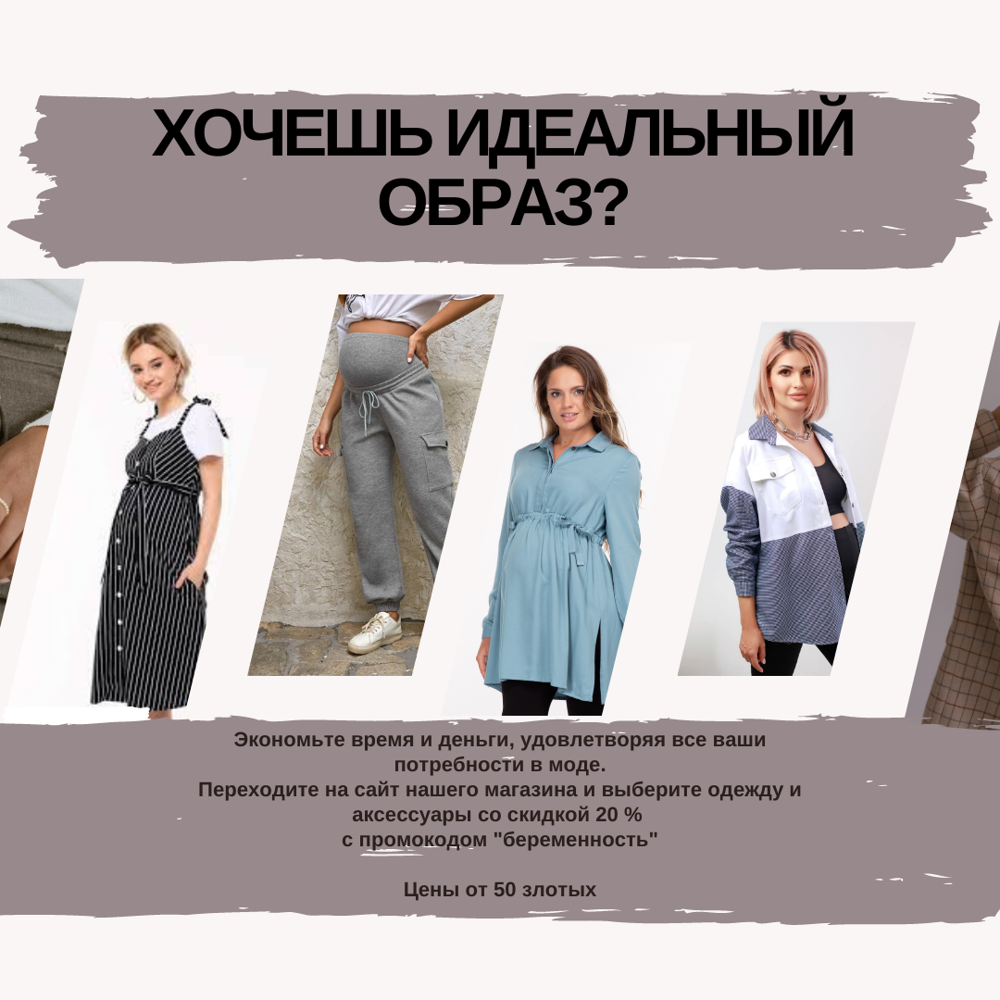 ХОЧЕШЬ ИДЕАЛЬНЫЙ
ОБРАЗ?
Экономьте время и деньги, удовлетворяя все ваши
потребности в моде.
Переходите на сайт нашего магазина и выберите одежду и
аксессуары со скидкой 20 %
с промокодом "беременность"
Цены от 50 злотых